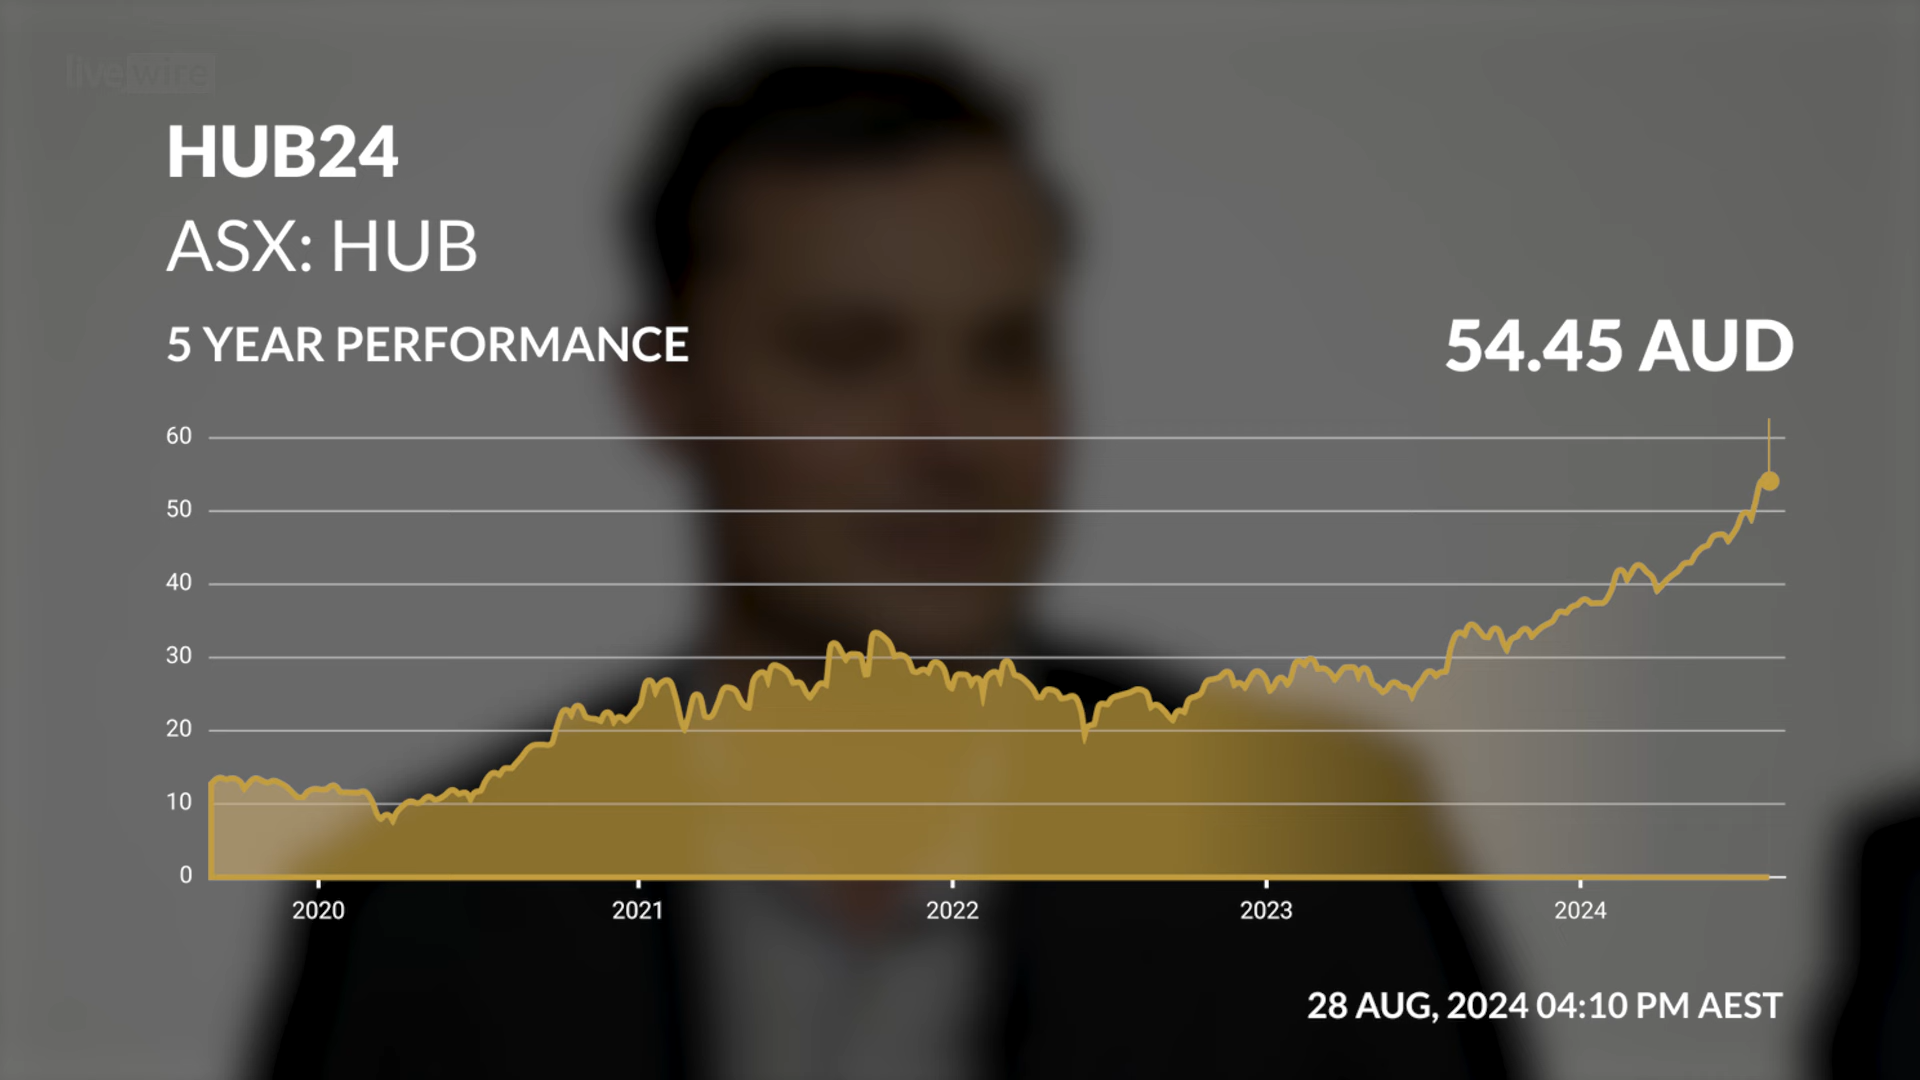 livewire
HUB24
ASX: HUB
5 YEAR PERFORMANCE
54.45 AUD
60
50
40
30
20
10
0
2020 2021 2022 2023 2024
28 AUG, 2024 04:10 PM AEST